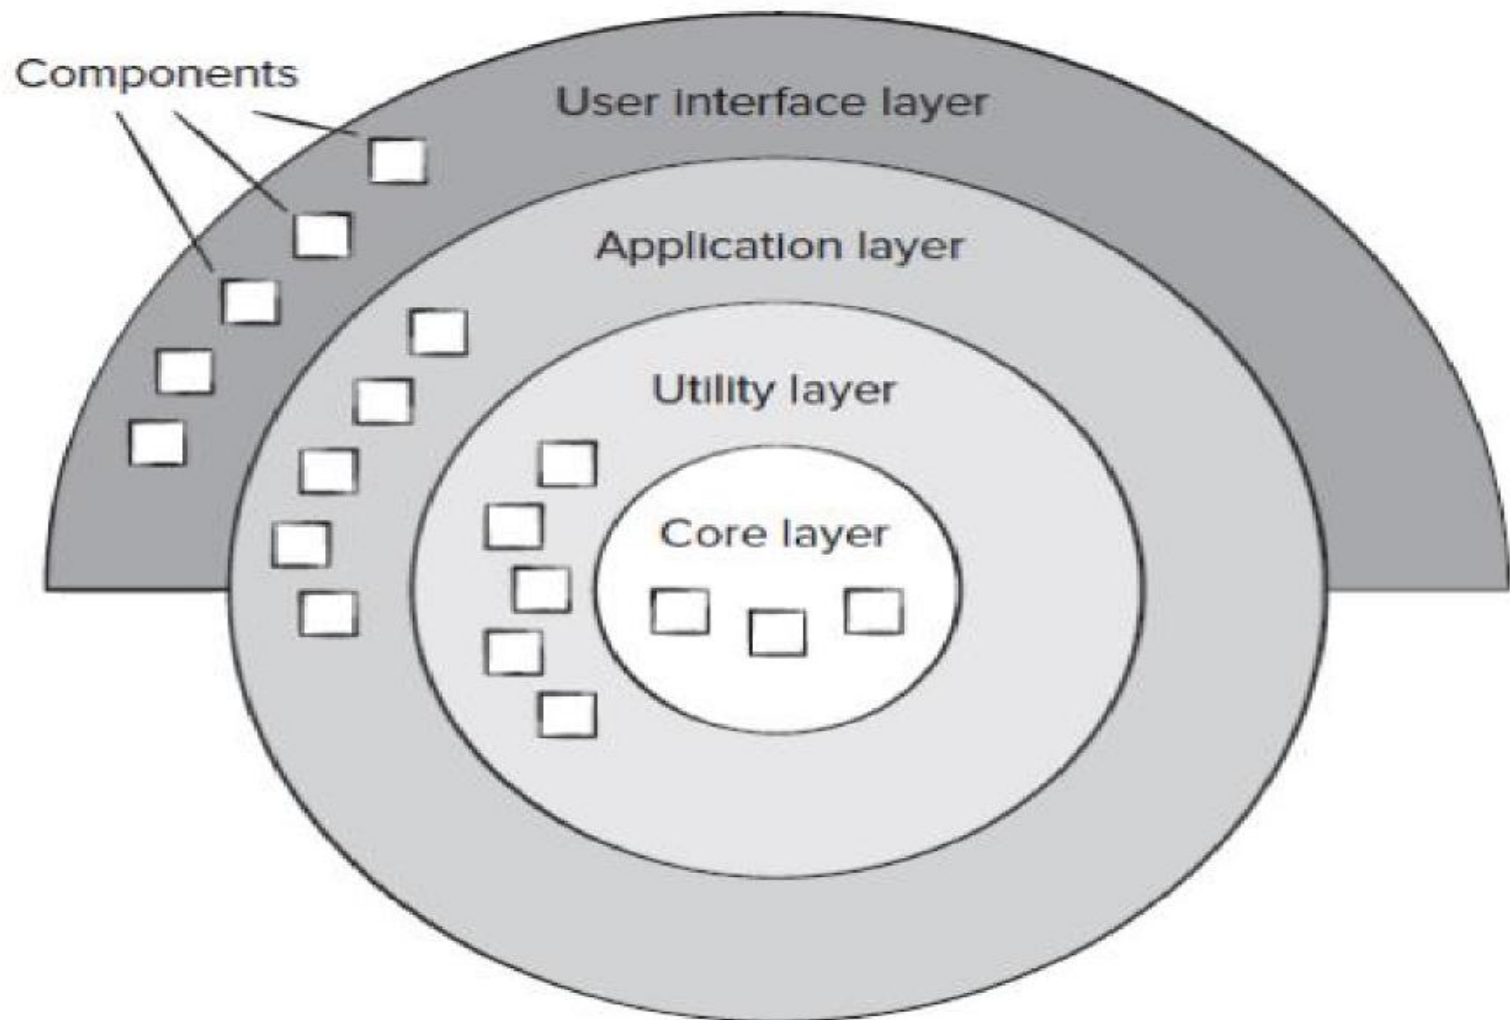 Components
User interface layer
Application layer
Utility layer
Core layer